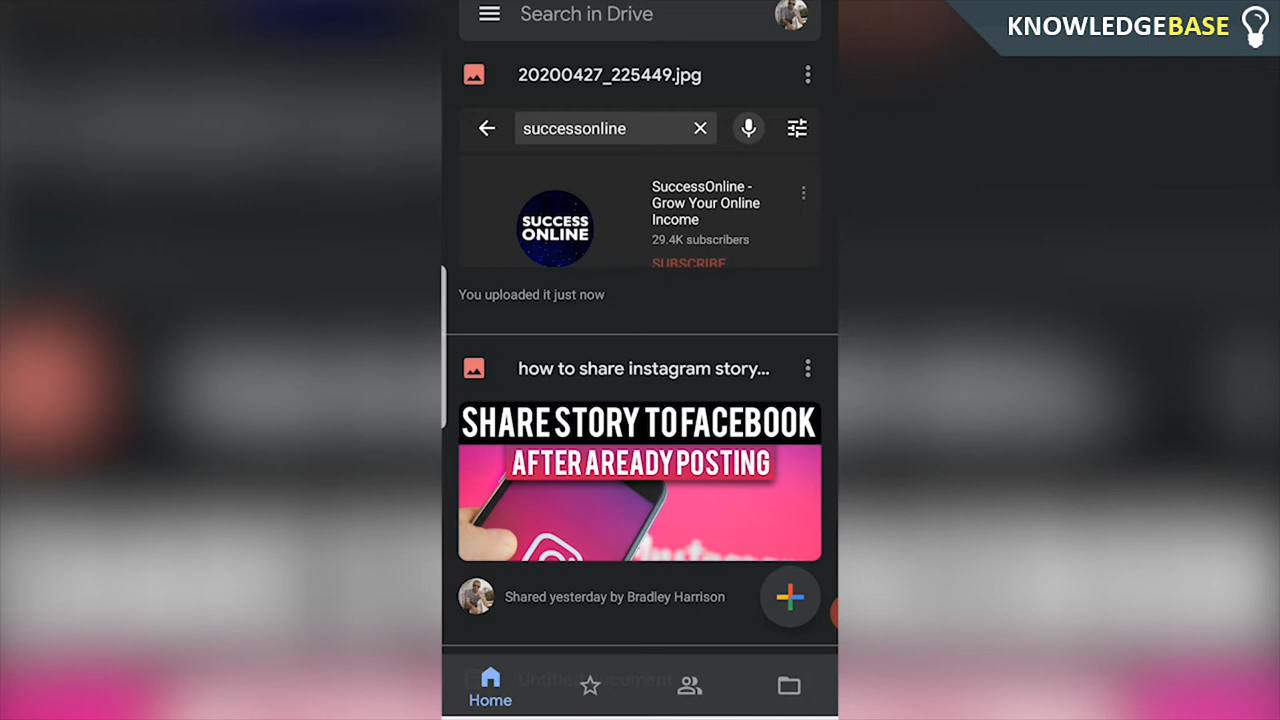 KNOWLEDGEBASE
Search in Drive
20200427_225449.jpg
successonline
SuccessOnline -
Grow Your Online
Income
SUCCESS
ONLINE
29.4K subscribers
SUBSCRIBE
You uploaded it just now
how to share instagram story...
SHARE STORY TO FACEBOOK
AFTER AREADY POSTING
Shared yesterday by Bradley Harrison
Home